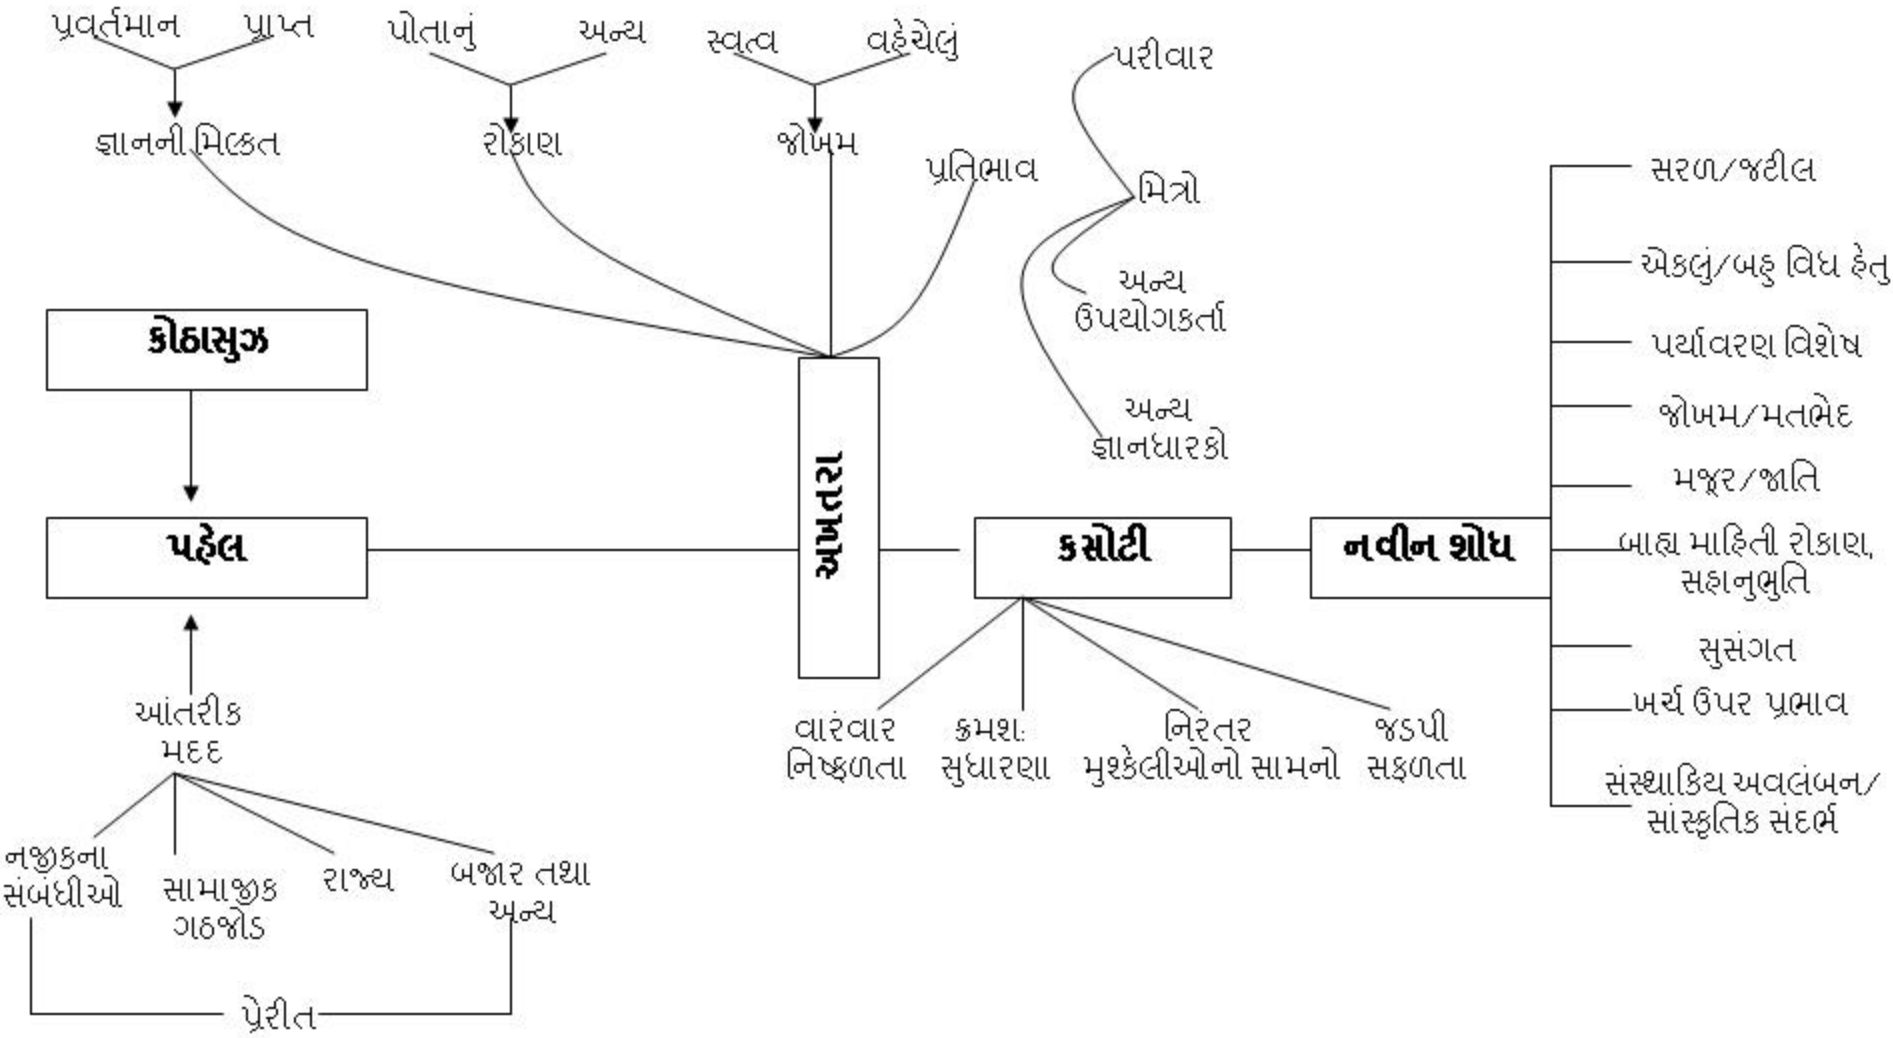 પ્રવર્તમાન
પ્રાપ્ત
પોતાનું
અન્ય
સ્વત્વ
વહેચેલું
પરીવાર
જ્ઞાનની મિલ્કત
રોકાણ
જોખમ
પ્રતિભાવ
મિત્રો
અન્ય
ઉપયોગકર્તા
અન્ય
જ્ઞાનધારકો
કોઠાસુઝ
પહેલ
અખતરા
કસોટી
નવીન શોધ
સરળ/જટીલ
એકલું/બહુ વિધ હેતુ
પર્યાવરણ વિશેષ
જોખમ/મતભેદ
મજૂર/જાતિ
બાહ્ય માહિતી રોકાણ,
સહાનુભુતિ
સુસંગત
ખર્ચ ઉપર પ્રભાવ
સંસ્થાકિય અવલંબન/
સાંસ્કૃતિક સંદર્ભ
વારંવાર
નિષ્ફળતા
ક્રમશ:
સુધારણા
નિરંતર
મુશ્કેલીઓનો સામનો
જડપી
સફળતા
આંતરીક
મદદ
નજીકના
સંબંધીઓ
સામાજીક
ગઠજોડ
રાજ્ય
બજાર તથા
અન્ય
પ્રેરીત